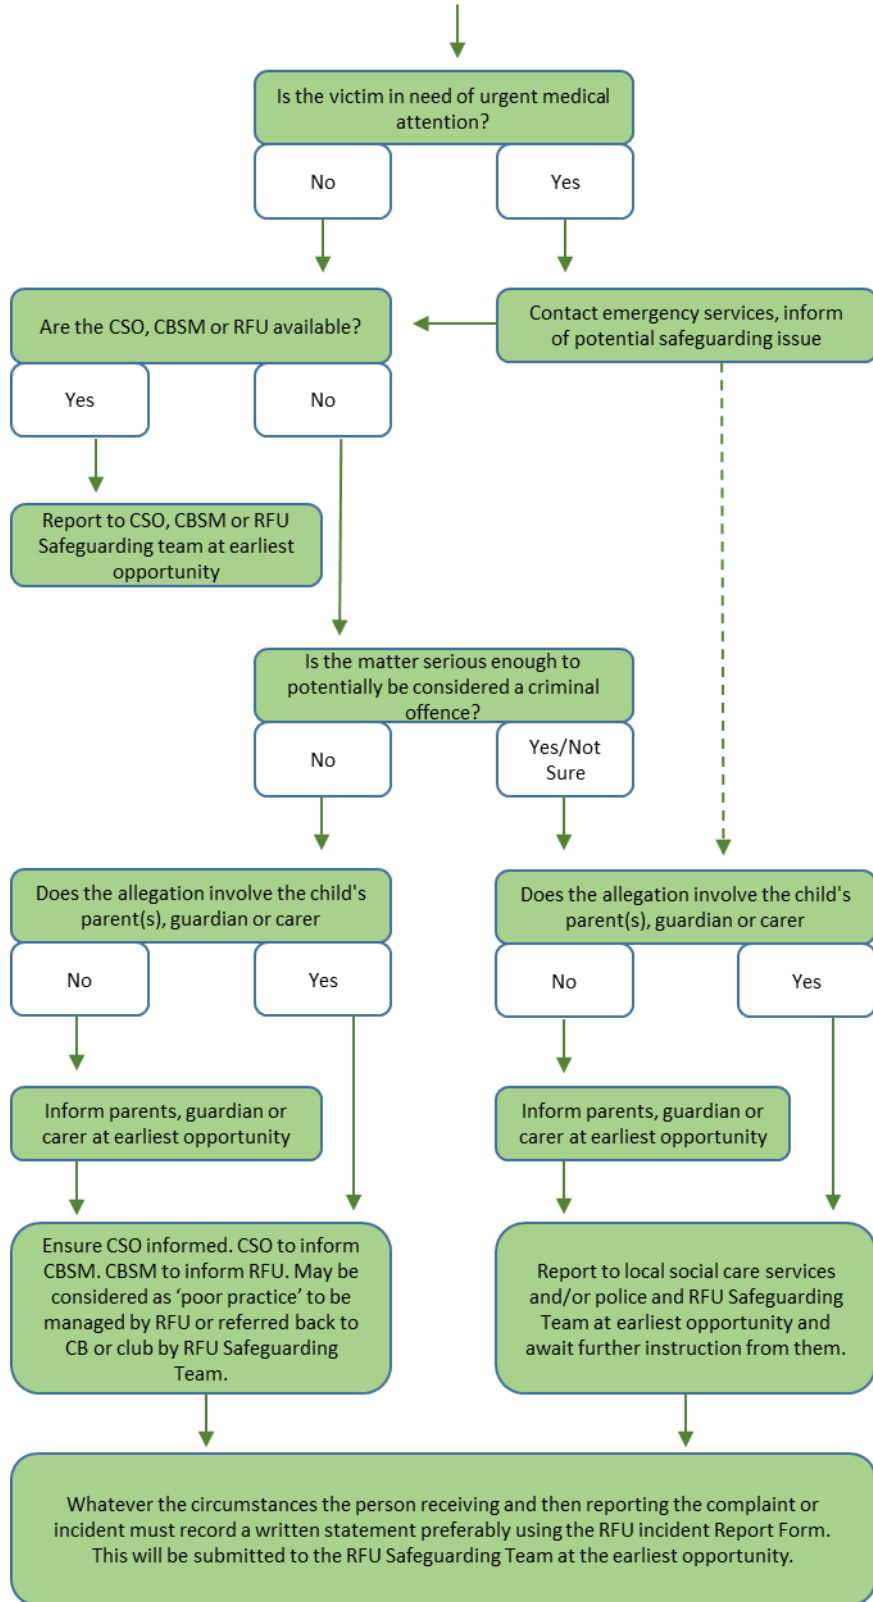 Is the victim in need of urgent medical
attention?
No
Yes
Are the CSO, CBSM or RFU available?
Contact emergency services, inform
of potential safeguarding issue
Yes
No
Report to CSO, CBSM or RFU
Safeguarding team at earliest
opportunity
Is the matter serious enough to
potentially be considered a criminal
offence?
No
Yes/Not
Sure
Does the allegation involve the child's
parent(s), guardian or carer
Does the allegation involve the child's
parent(s), guardian or carer
No
Yes
No
Yes
Inform parents, guardian or
carer at earliest opportunity
Inform parents, guardian or
carer at earliest opportunity
Ensure CSO informed. CSO to inform
CBSM. CBSM to inform RFU. May be
considered as ‘poor practice’ to be
managed by RFU or referred back to
CB or club by RFU Safeguarding
Team.
Report to local social care services
and/or police and RFU Safeguarding
Team at earliest opportunity and
await further instruction from them.
Whatever the circumstances the person receiving and then reporting the complaint or
incident must record a written statement preferably using the RFU incident Report Form.
This will be submitted to the RFU Safeguarding Team at the earliest opportunity.